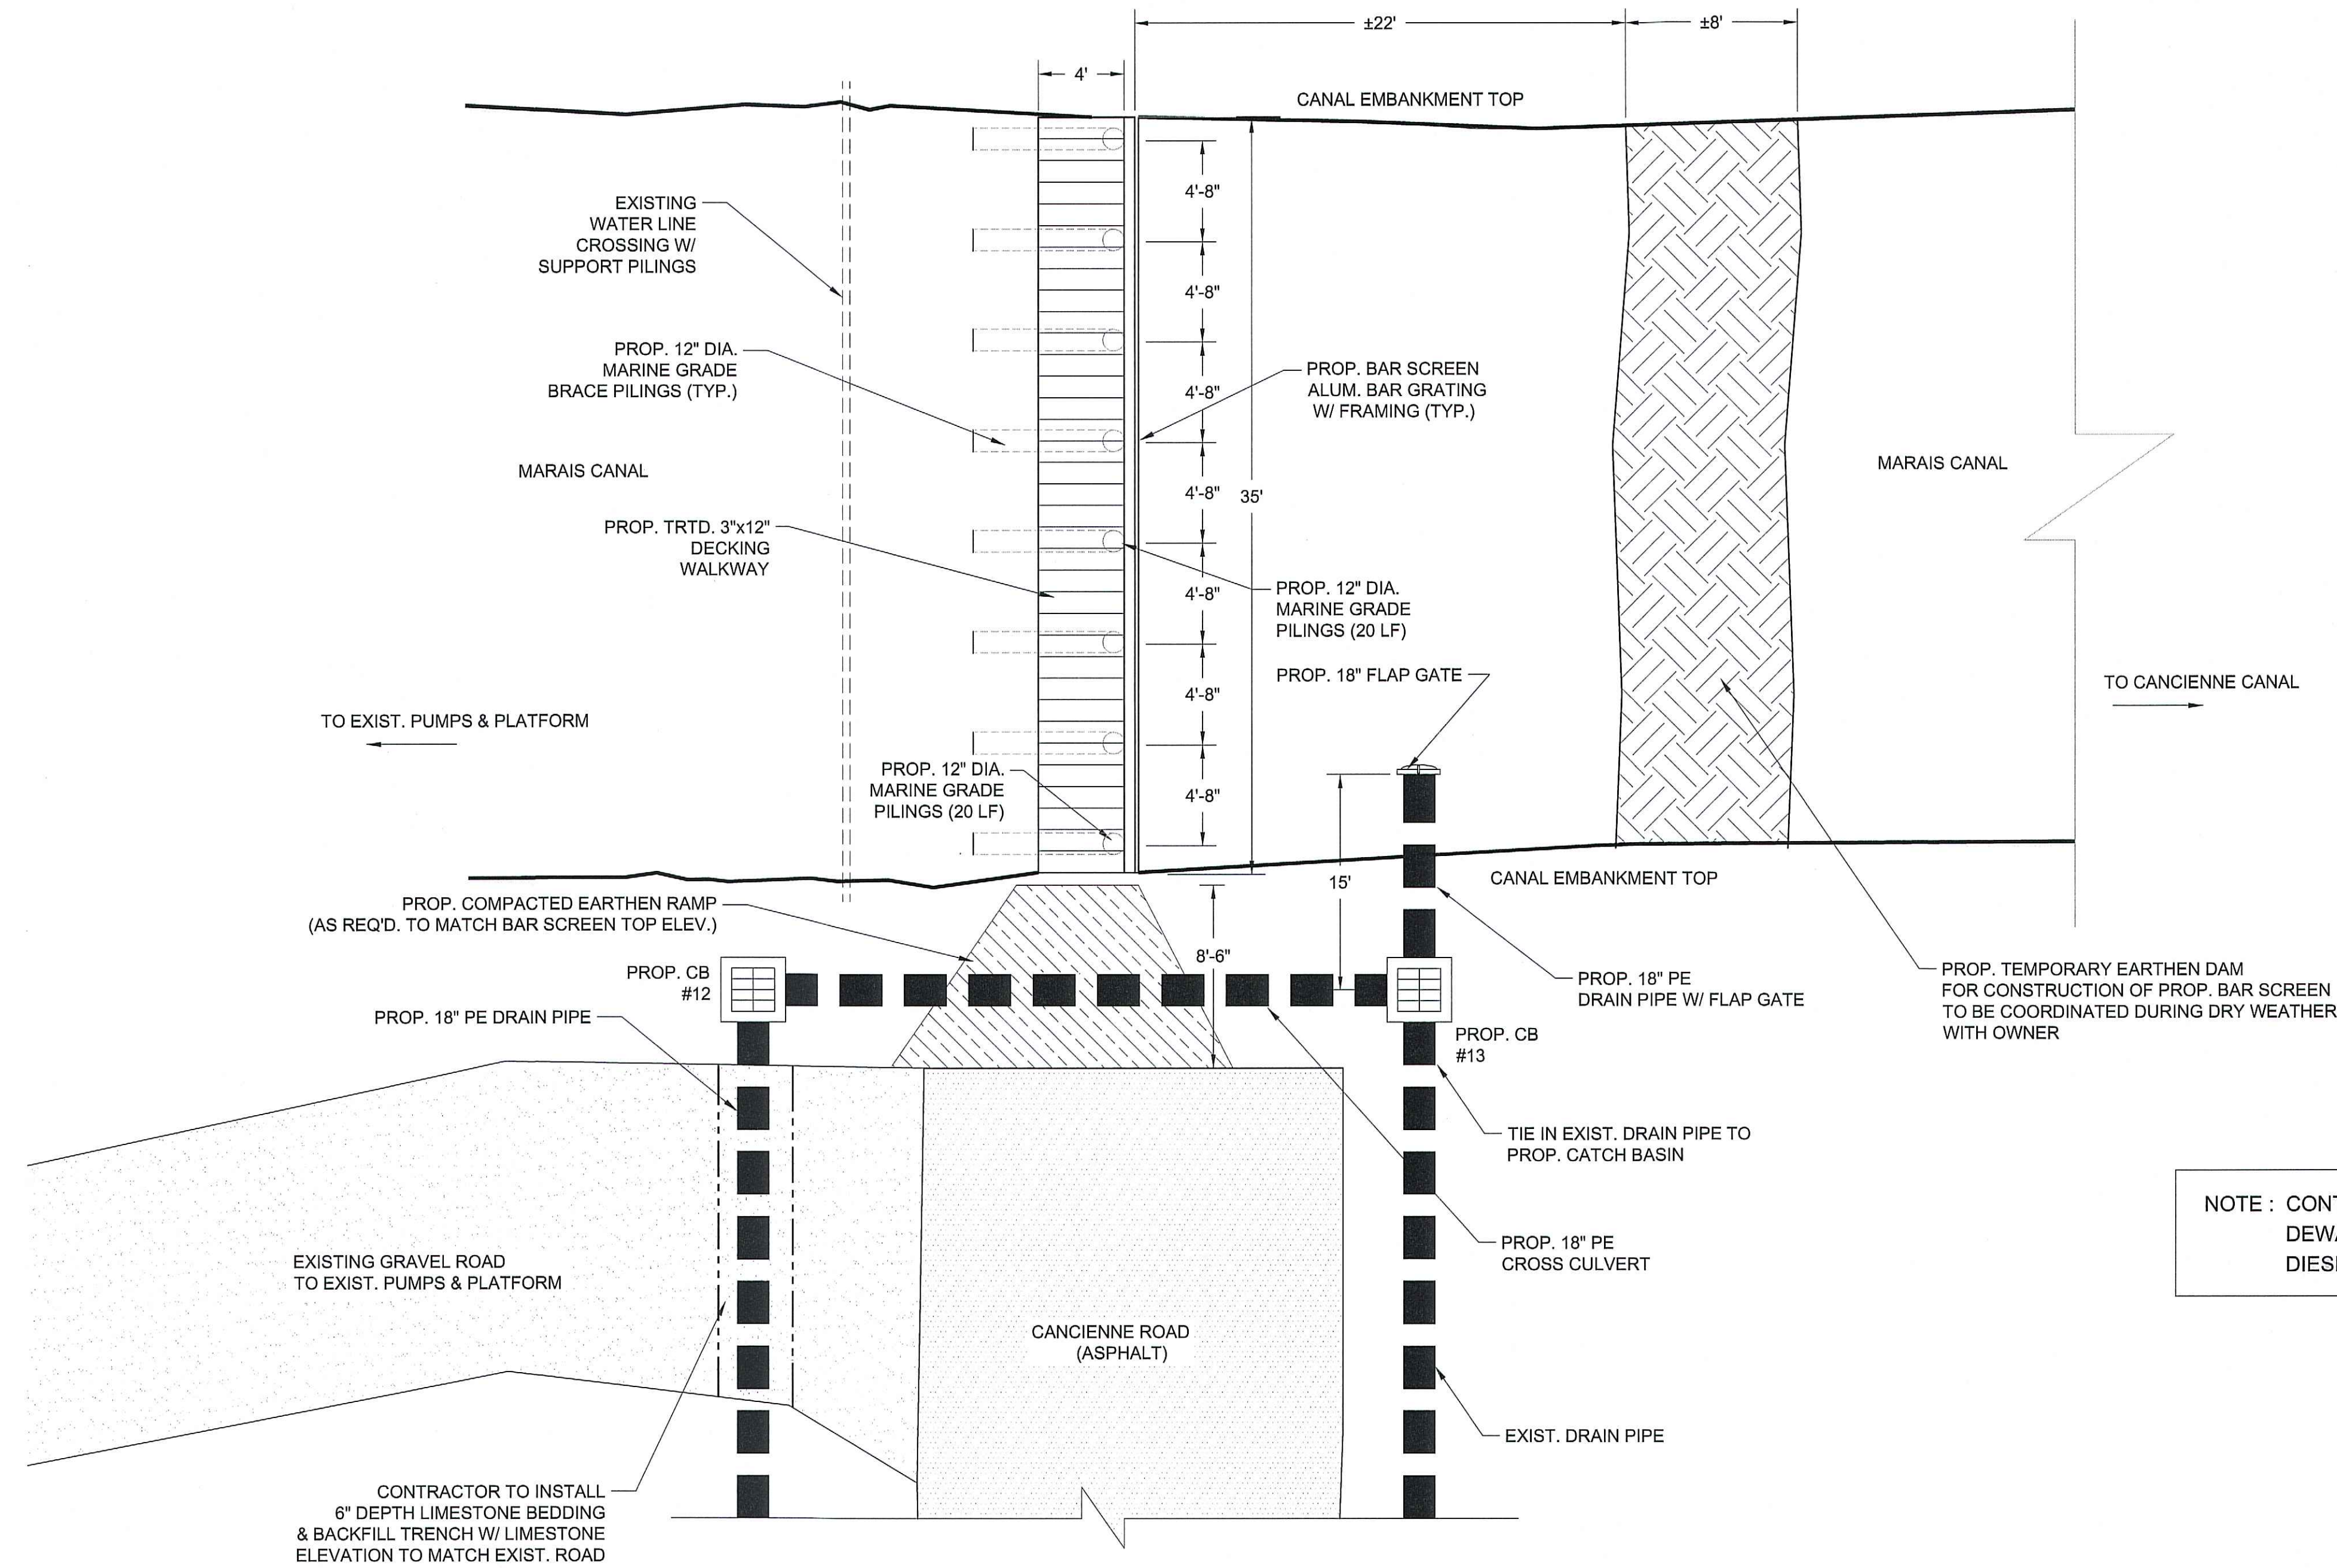 ±22'
±8'
4'
CANAL EMBANKMENT TOP
4'-8"
EXISTING
WATER LINE
CROSSING W/
SUPPORT PILINGS
4'-8"
PROP. 12" DIA.
MARINE GRADE
BRACE PILINGS (TYP.)
4'-8"
PROP. BAR SCREEN
ALUM. BAR GRATING
W/ FRAMING (TYP.)
MARAIS CANAL
4'-8"
35'
MARAIS CANAL
PROP. TRTD. 3"x12"
DECKING
WALKWAY
4'-8"
PROP. 12" DIA.
MARINE GRADE
PILINGS (20 LF)
PROP. 18" FLAP GATE
4'-8"
TO CANCIENNE CANAL
TO EXIST. PUMPS & PLATFORM
PROP. 12" DIA.
MARINE GRADE
PILINGS (20 LF)
4'-8"
15'
CANAL EMBANKMENT TOP
PROP. COMPACTED EARTHEN RAMP
(AS REQ'D. TO MATCH BAR SCREEN TOP ELEV.)
8'-6"
PROP. CB
#12
PROP. 18" PE
DRAIN PIPE W/ FLAP GATE
PROP. TEMPORARY EARTHEN DAM
FOR CONSTRUCTION OF PROP. BAR SCREEN
TO BE COORDINATED DURING DRY WEATHER
WITH OWNER
PROP. 18" PE DRAIN PIPE
PROP. CB
#13
TIE IN EXIST. DRAIN PIPE TO
PROP. CATCH BASIN
NOTE : CONT
DEWA
DIES
PROP. 18" PE
CROSS CULVERT
EXISTING GRAVEL ROAD
TO EXIST. PUMPS & PLATFORM
CANCIENNE ROAD
(ASPHALT)
EXIST. DRAIN PIPE
CONTRACTOR TO INSTALL
6" DEPTH LIMESTONE BEDDING
& BACKFILL TRENCH W/ LIMESTONE
ELEVATION TO MATCH EXIST. ROAD